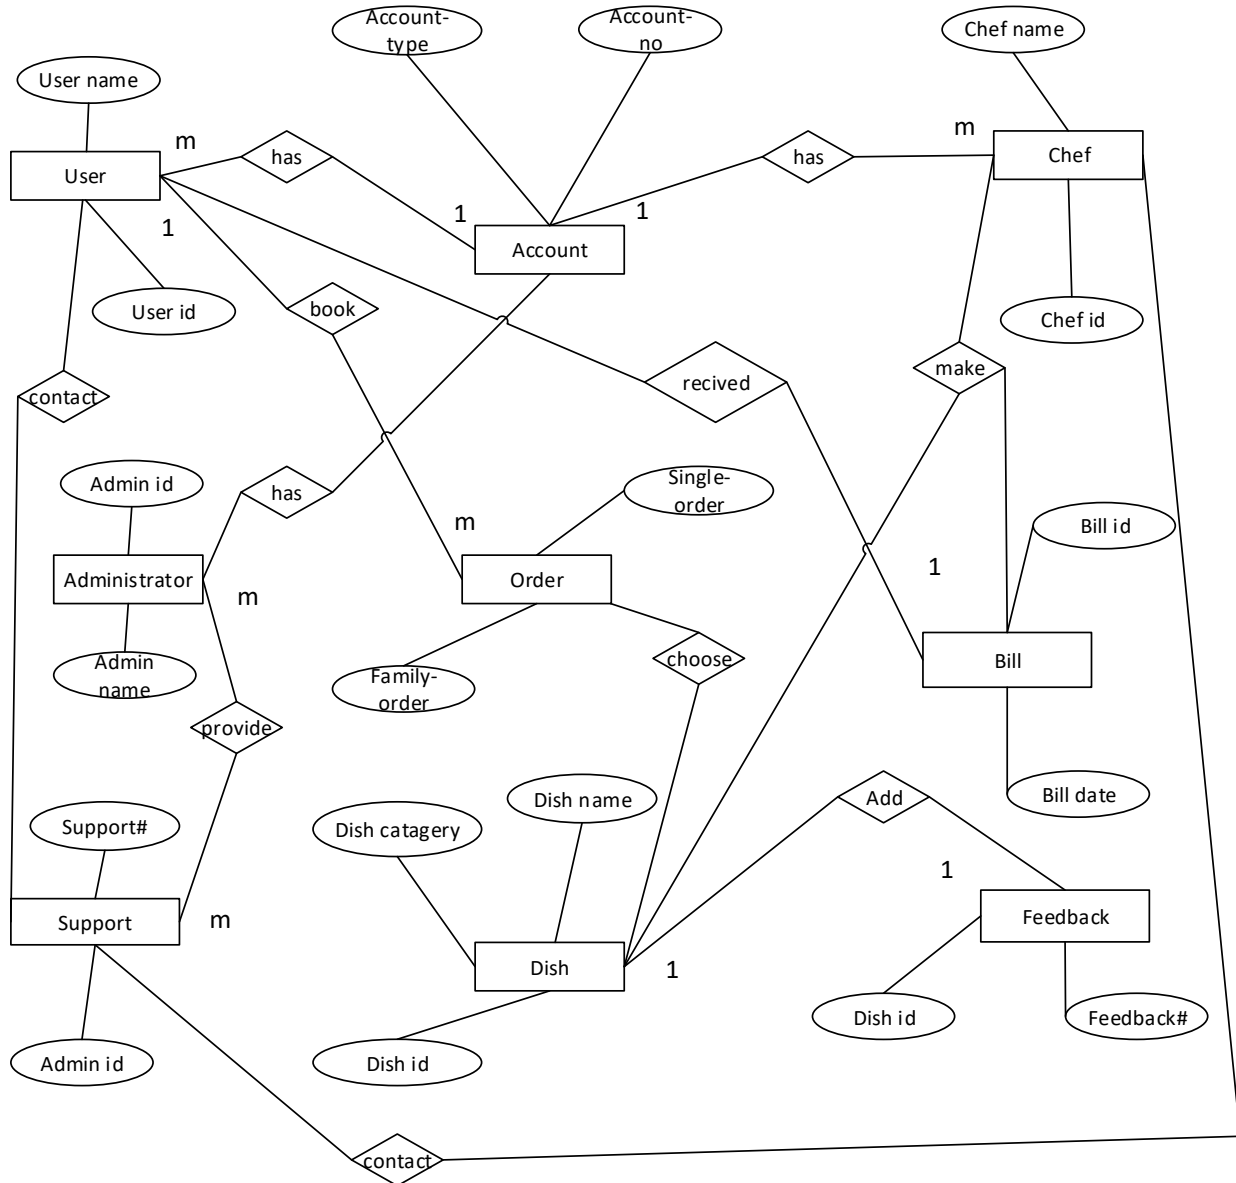 Account-
type
Account-
no
Chef name
User name
m
has
m
has
Chef
User
1
1
1
Account
User id
book
Chef id
contact
recived
make
Admin id
has
Single-
order
m
Bill id
Administrator
m
Order
1
Admin
name
Family-
order
choose
Bill
provide
Dish name
Add
Bill date
Support#
Dish catagery
1
Support
m
Feedback
Dish
1
Dish id
Feedback#
Admin id
Dish id
contact